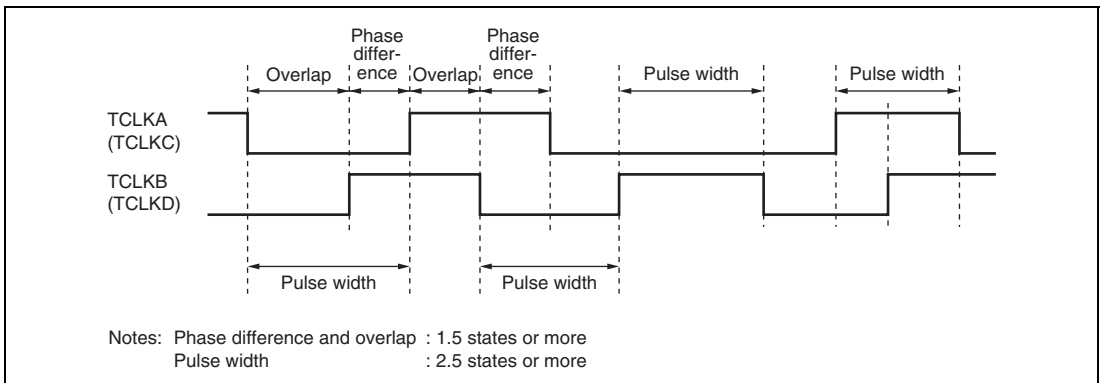 Phase
differ-
ence
Phase
differ-
ence
Overlap
Overlap
Pulse width
Pulse width
TCLKA
(TCLKC)
TCLKB
(TCLKD)
Pulse width
Pulse width
Notes: Phase difference and overlap : 1.5 states or more
Pulse width : 2.5 states or more